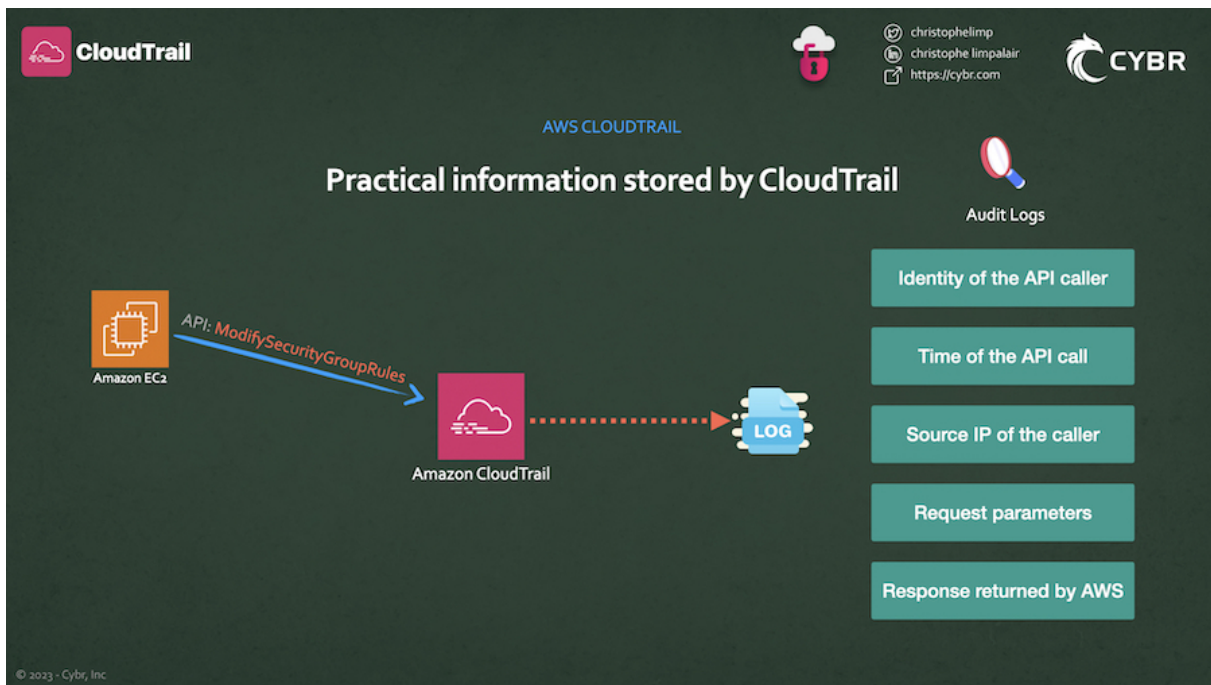 CloudTrail
christophelimp
christophe limpalair
https://cybr.com
CYBR
AWS CLOUDTRAIL
Practical information stored by CloudTrail
Audit Logs
Identity of the API caller
Time of the API call
Source IP of the caller
Request parameters
Response returned by AWS
API: ModifySecurityGroupRules
Amazon EC2
Amazon CloudTrail
LOG
© 2023 - Cybr, Inc